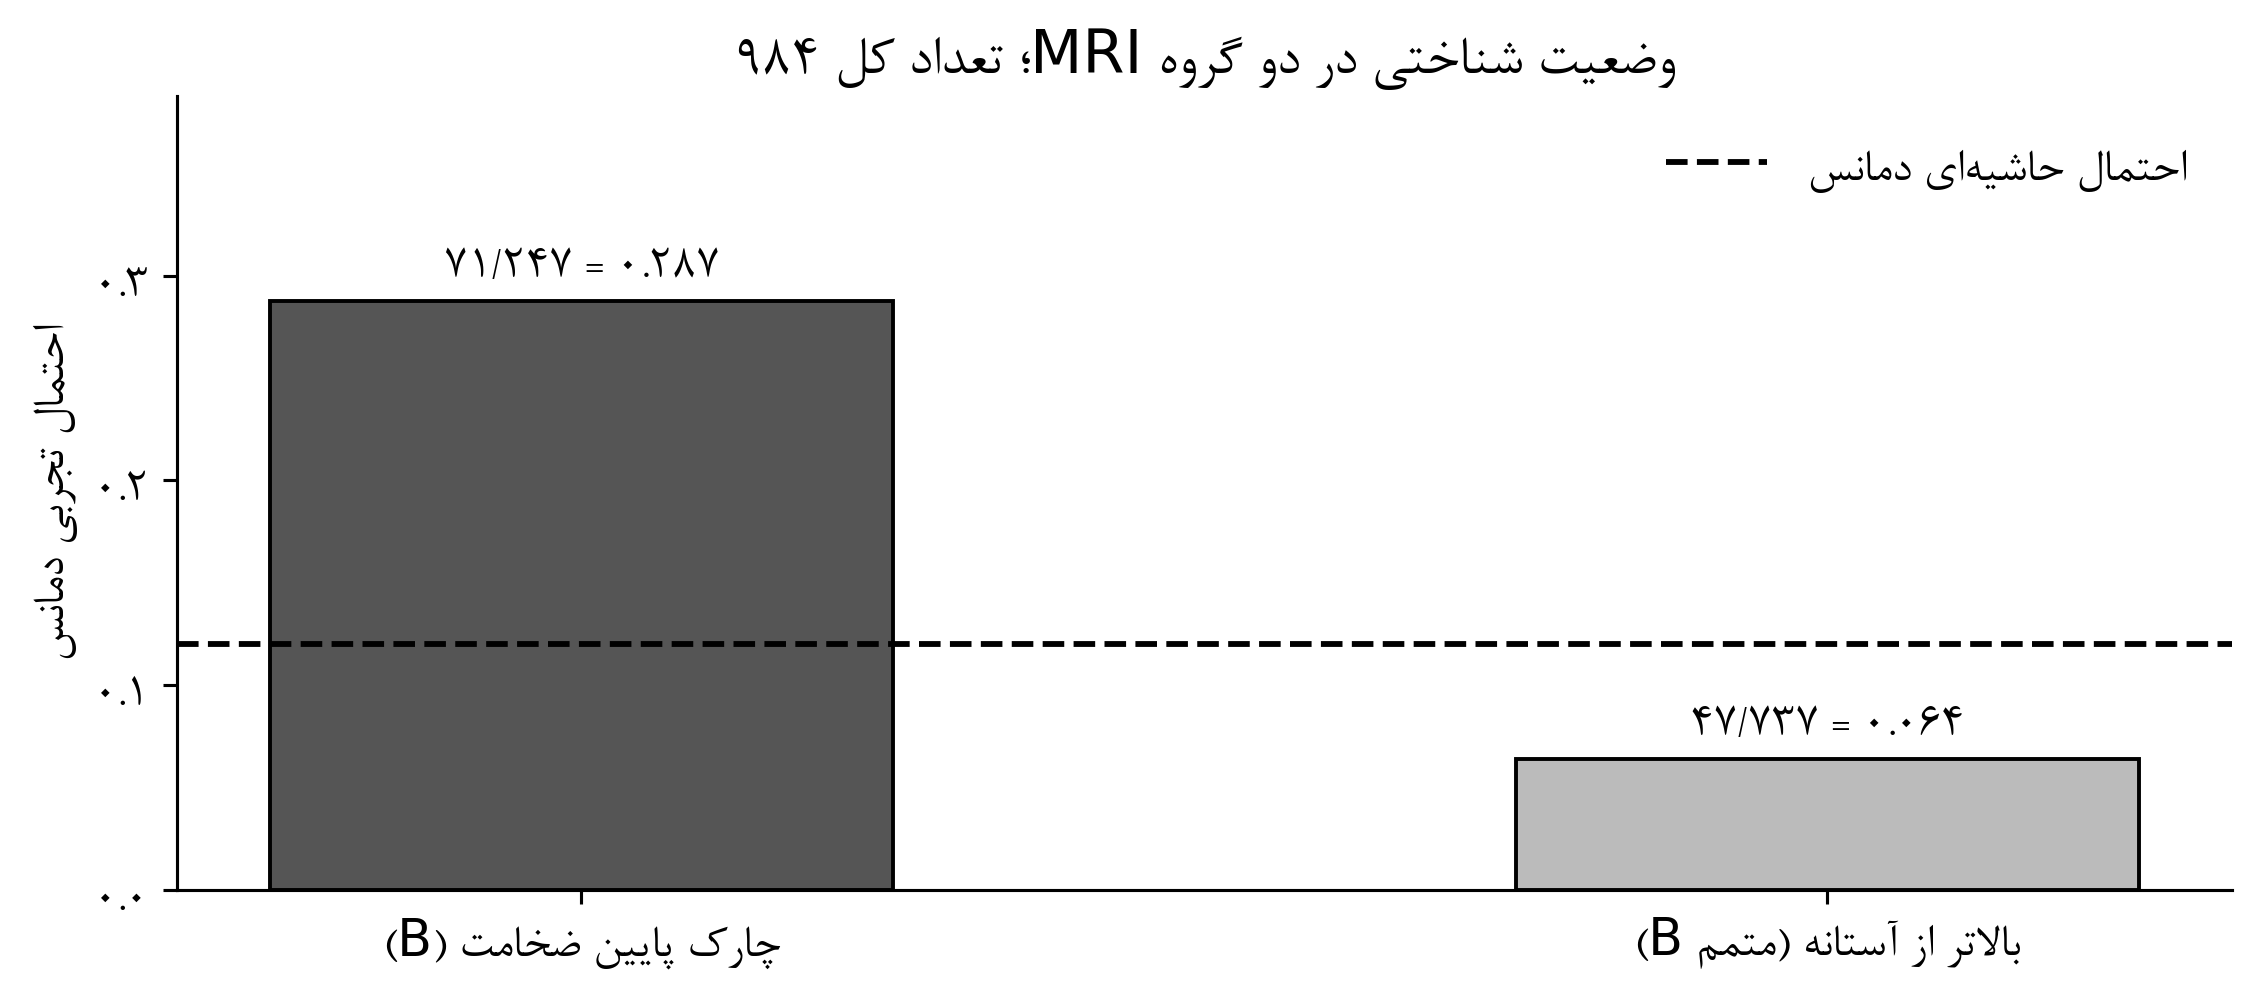 وضعیت شناختی در دو گروه MRI؛ تعداد کل ۹۸۴
احتمال حاشیه‌ای دمانس
۷۱/۲۴۷ = ۰.۲۸۷
۴۷/۷۳۷ = ۰.۰۶۴
احتمال تجربی دمانس
۰.۳
۰.۲
۰.۱
۰.۰
چارک پایین ضخامت (B)
بالاتر از آستانه (متمم B)